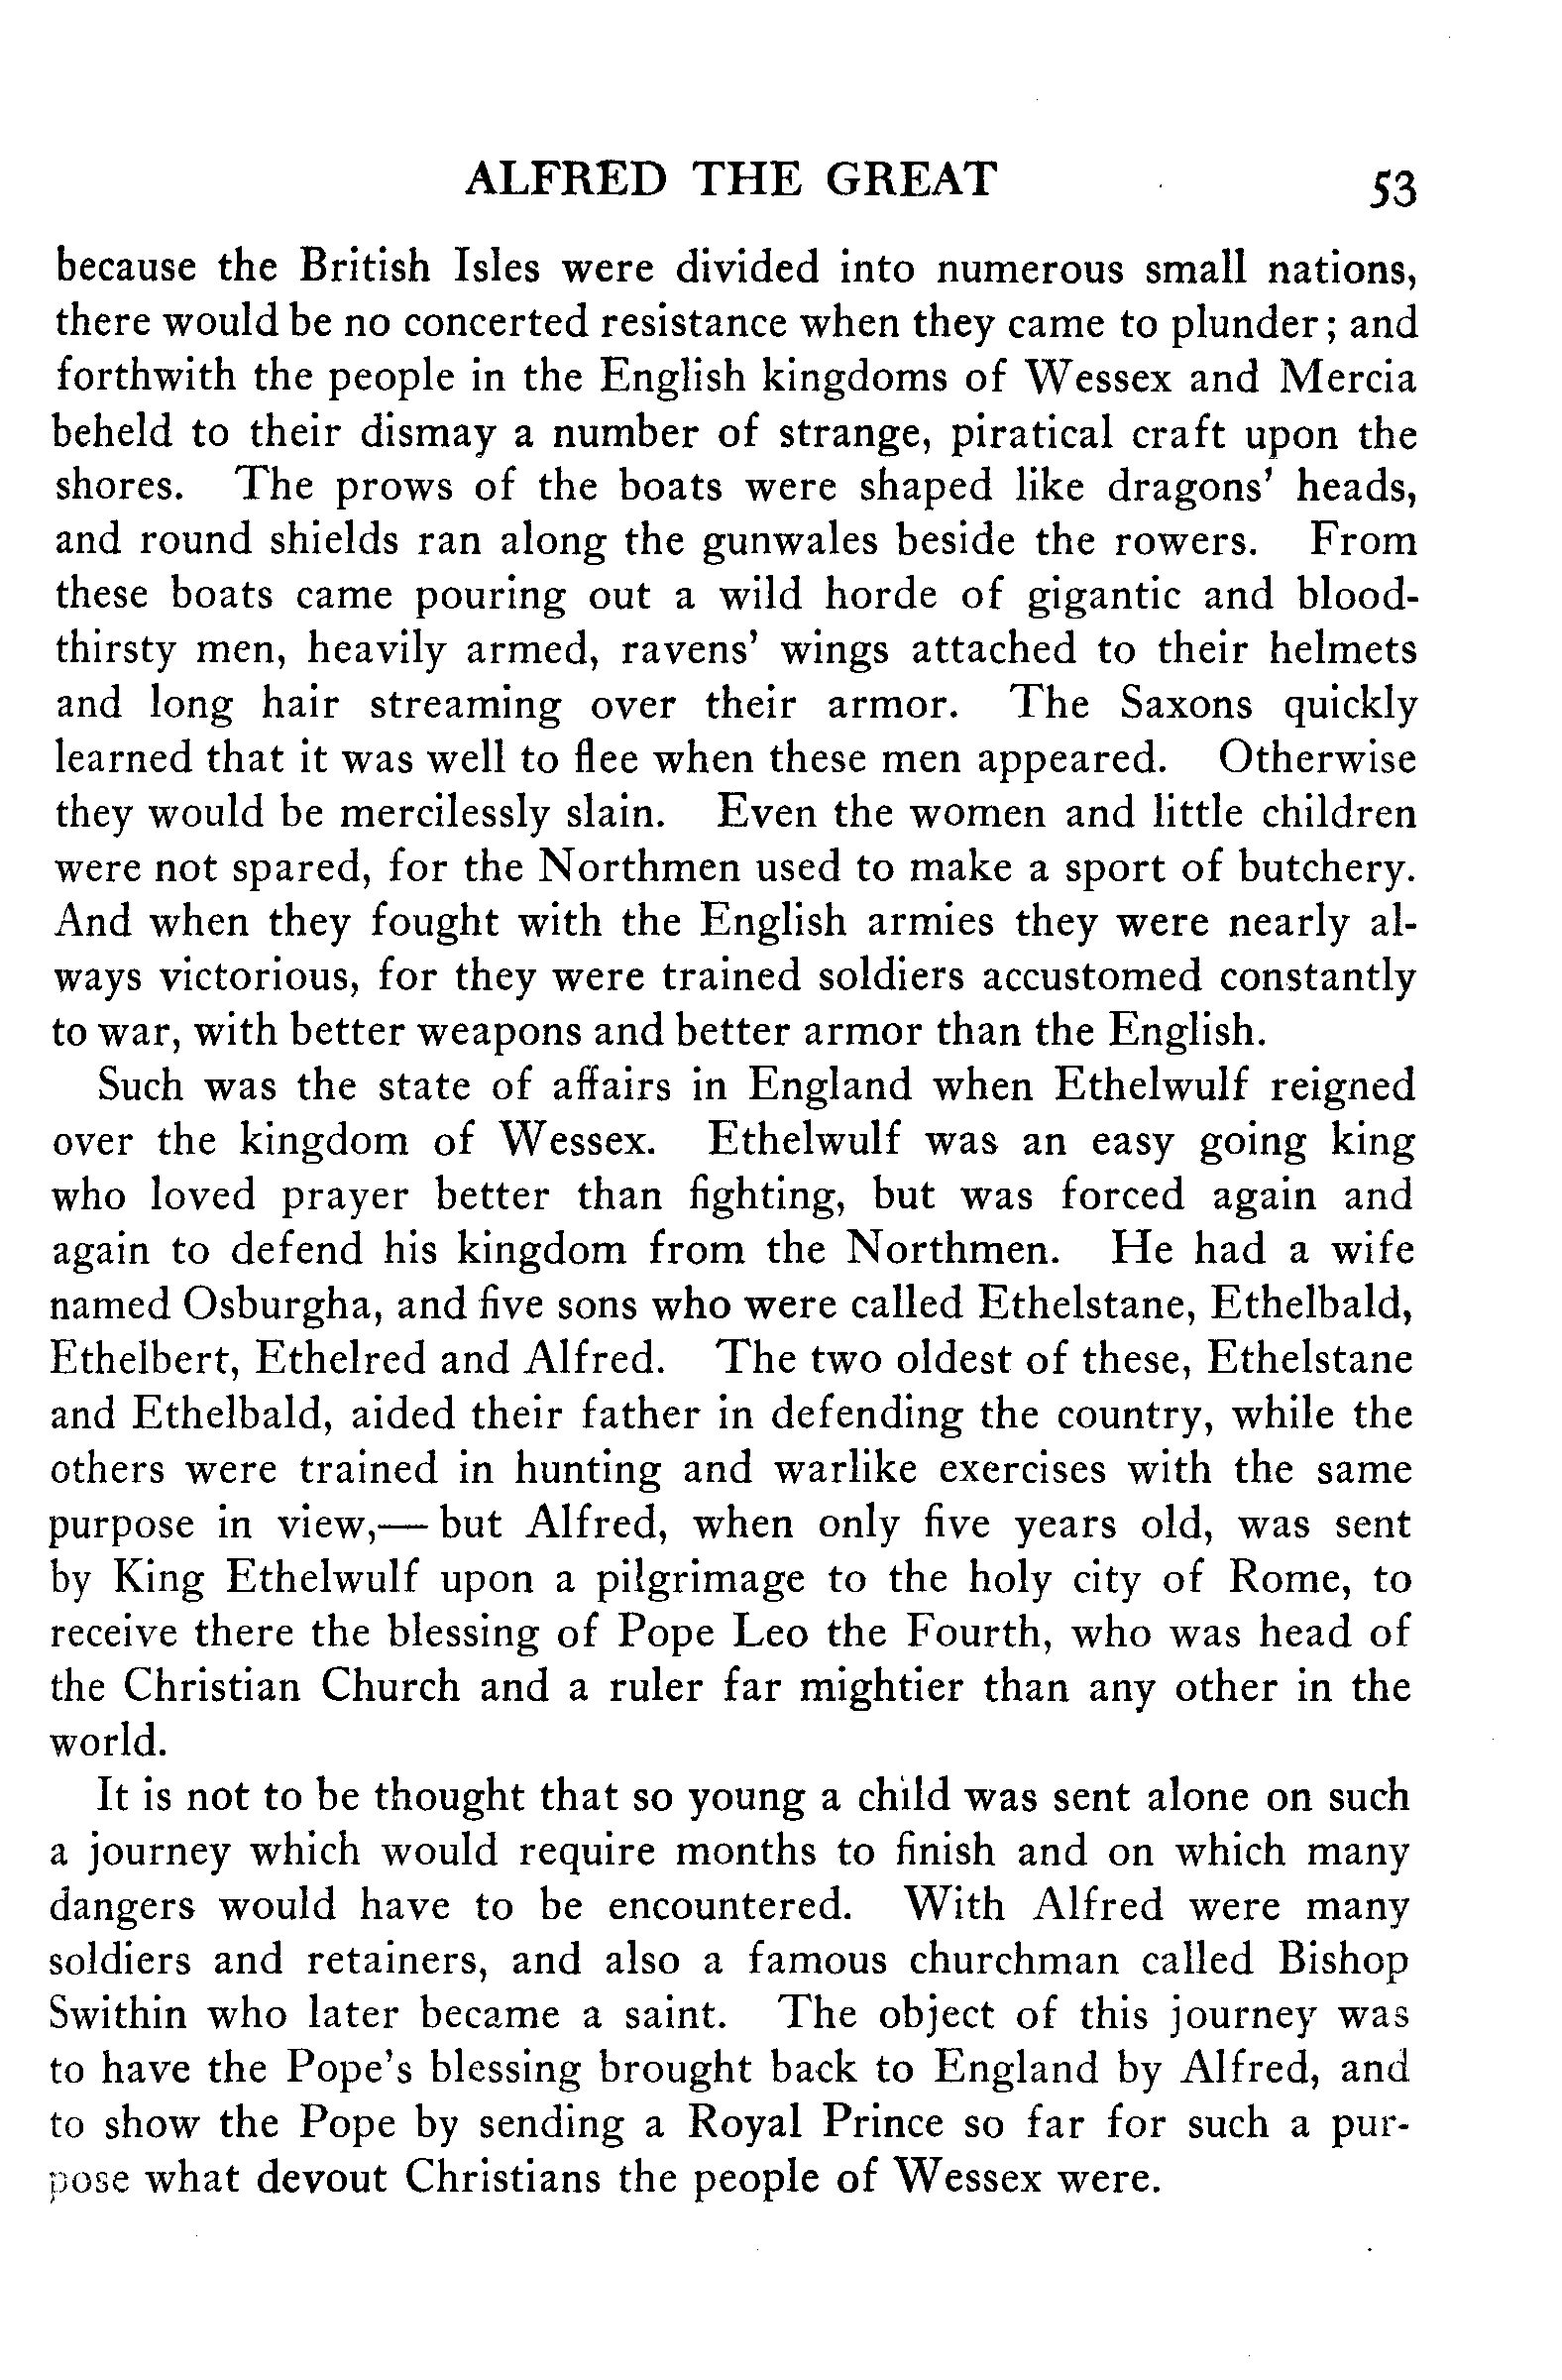 ALFRED THE GREAT 53
because the British Isles were divided into numerous small nations,
there would be no concerted resistance when they came to plunder; and
forthwith the people in the English kingdoms of Wessex and Mercia
beheld to their dismay a number of strange, piratical craft upon the
shores. The prows of the boats were shaped like dragons' heads,
and round shields ran along the gunwales beside the rowers. From
these boats came pouring out a wild horde of gigantic and blood-
thirsty men, heavily armed, ravens' wings attached to their helmets
and long hair streaming over their armor. The Saxons quickly
learned that it was well to flee when these men appeared. Otherwise
they would be mercilessly slain. Even the women and little children
were not spared, for the Northmen used to make a sport of butchery.
And when they fought with the English armies they were nearly al-
ways victorious, for they were trained soldiers accustomed constantly
to war, with better weapons and better armor than the English.
Such was the state of affairs in England when Ethelwulf reigned
over the kingdom of Wessex. Ethelwulf was an easy going king
who loved prayer better than fighting, but was forced again and
again to defend his kingdom from the Northmen. He had a wife
named Osburgha, and five sons who were called Ethelstane, Ethelbald,
Ethelbert, Ethelred and Alfred. The two oldest of these, Ethelstane
and Ethelbald, aided their father in defending the country, while the
others were trained in hunting and warlike exercises with the same
purpose in view,— but Alfred, when only five years old, was sent
by King Ethelwulf upon a pilgrimage to the holy city of Rome, to
receive there the blessing of Pope Leo the Fourth, who was head of
the Christian Church and a ruler far mightier than any other in the
world.
It is not to be thought that so young a child was sent alone on such
a journey which would require months to finish and on which many
dangers would have to be encountered. With Alfred were many
soldiers and retainers, and also a famous churchman called Bishop
Swithin who later became a saint. The object of this journey was
to have the Pope's blessing brought back to England by Alfred, and
to show the Pope by sending a Royal Prince so far for such a pur-
pose what devout Christians the people of Wessex were.